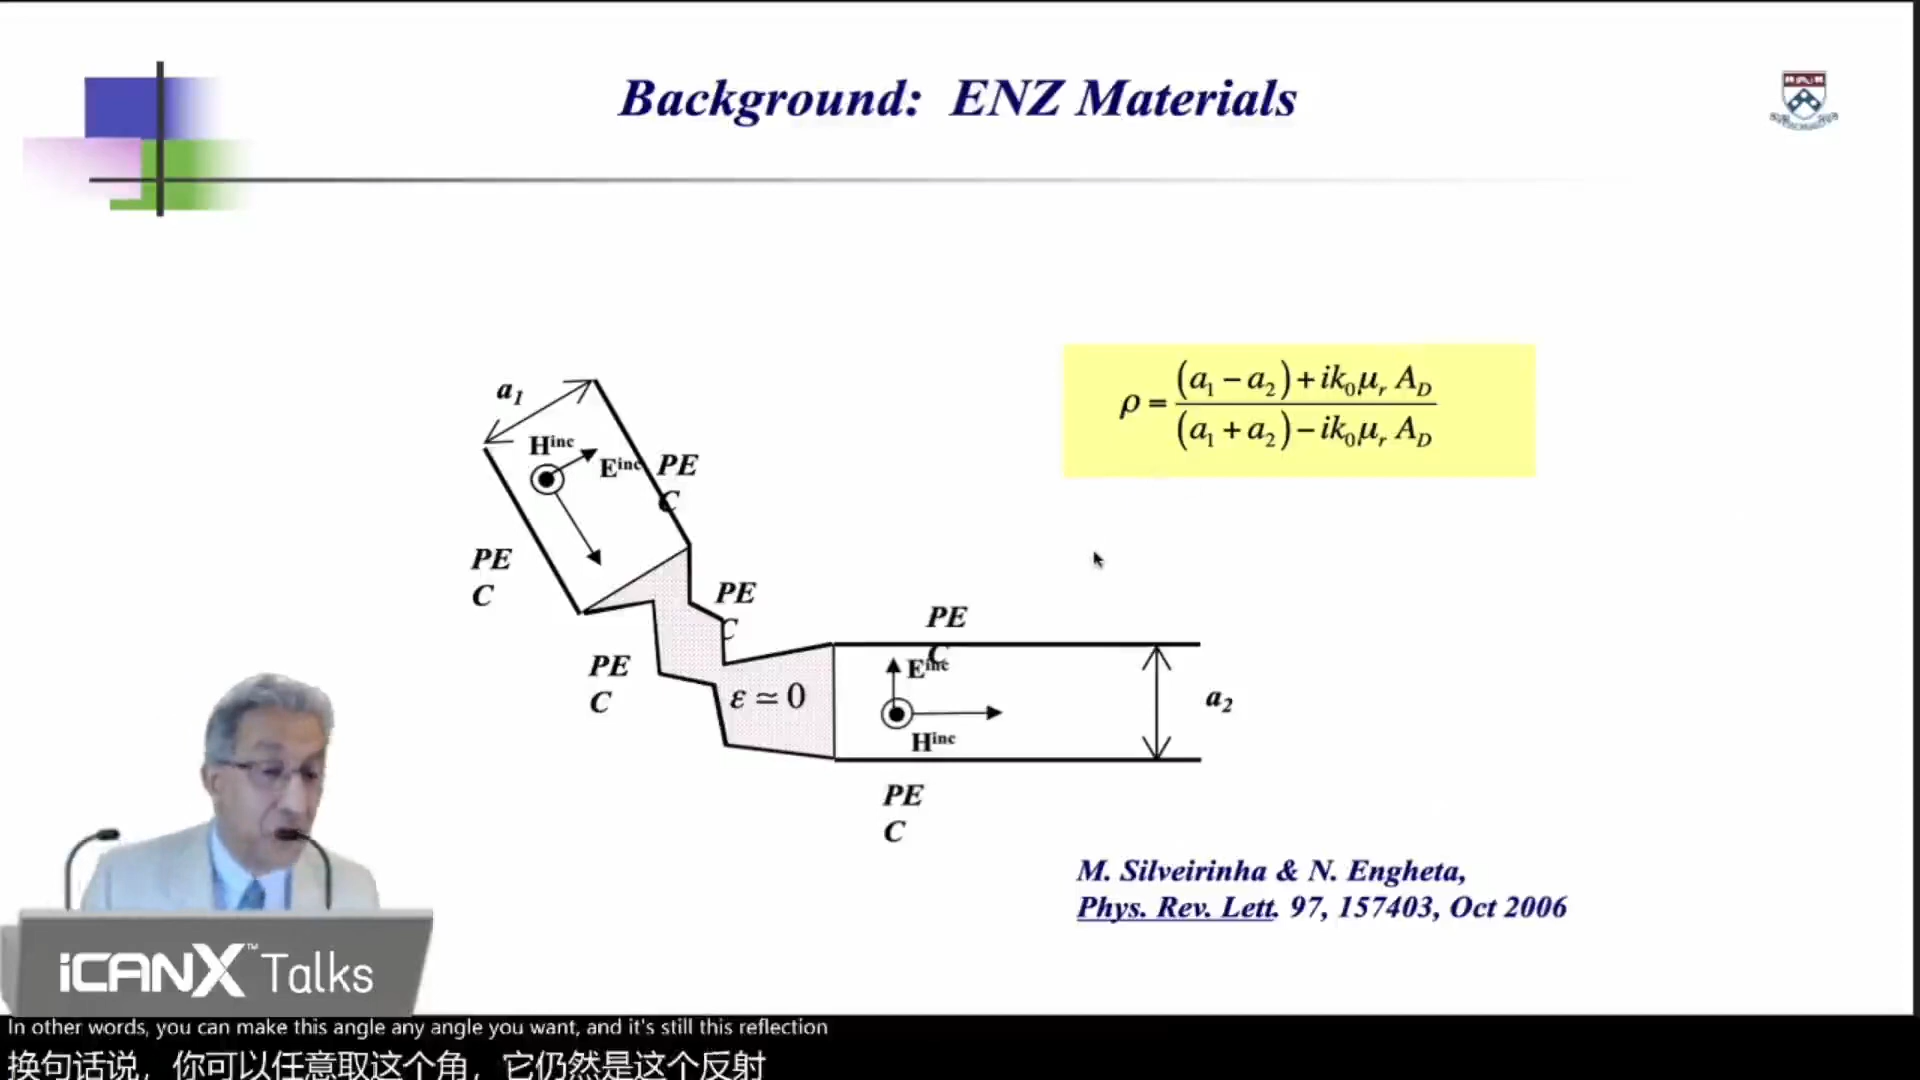 Background: ENZ Materials
a₁
Hⁱⁿᶜ
Eⁱⁿᶜ
PE
C
PE
C
PE
C
PE
C
ε ≃ 0
PE
C
Eⁱⁿᶜ
Hⁱⁿᶜ
a₂
PE
C
ρ = ((a₁ − a₂) + ik₀μᵣ A_D) / ((a₁ + a₂) − ik₀μᵣ A_D)
M. Silveirinha & N. Engheta,
Phys. Rev. Lett. 97, 157403, Oct 2006
iCANX™ Talks
In other words, you can make this angle any angle you want, and it's still this reflection
换句话说，你可以任意取这个角，它仍然是这个反射